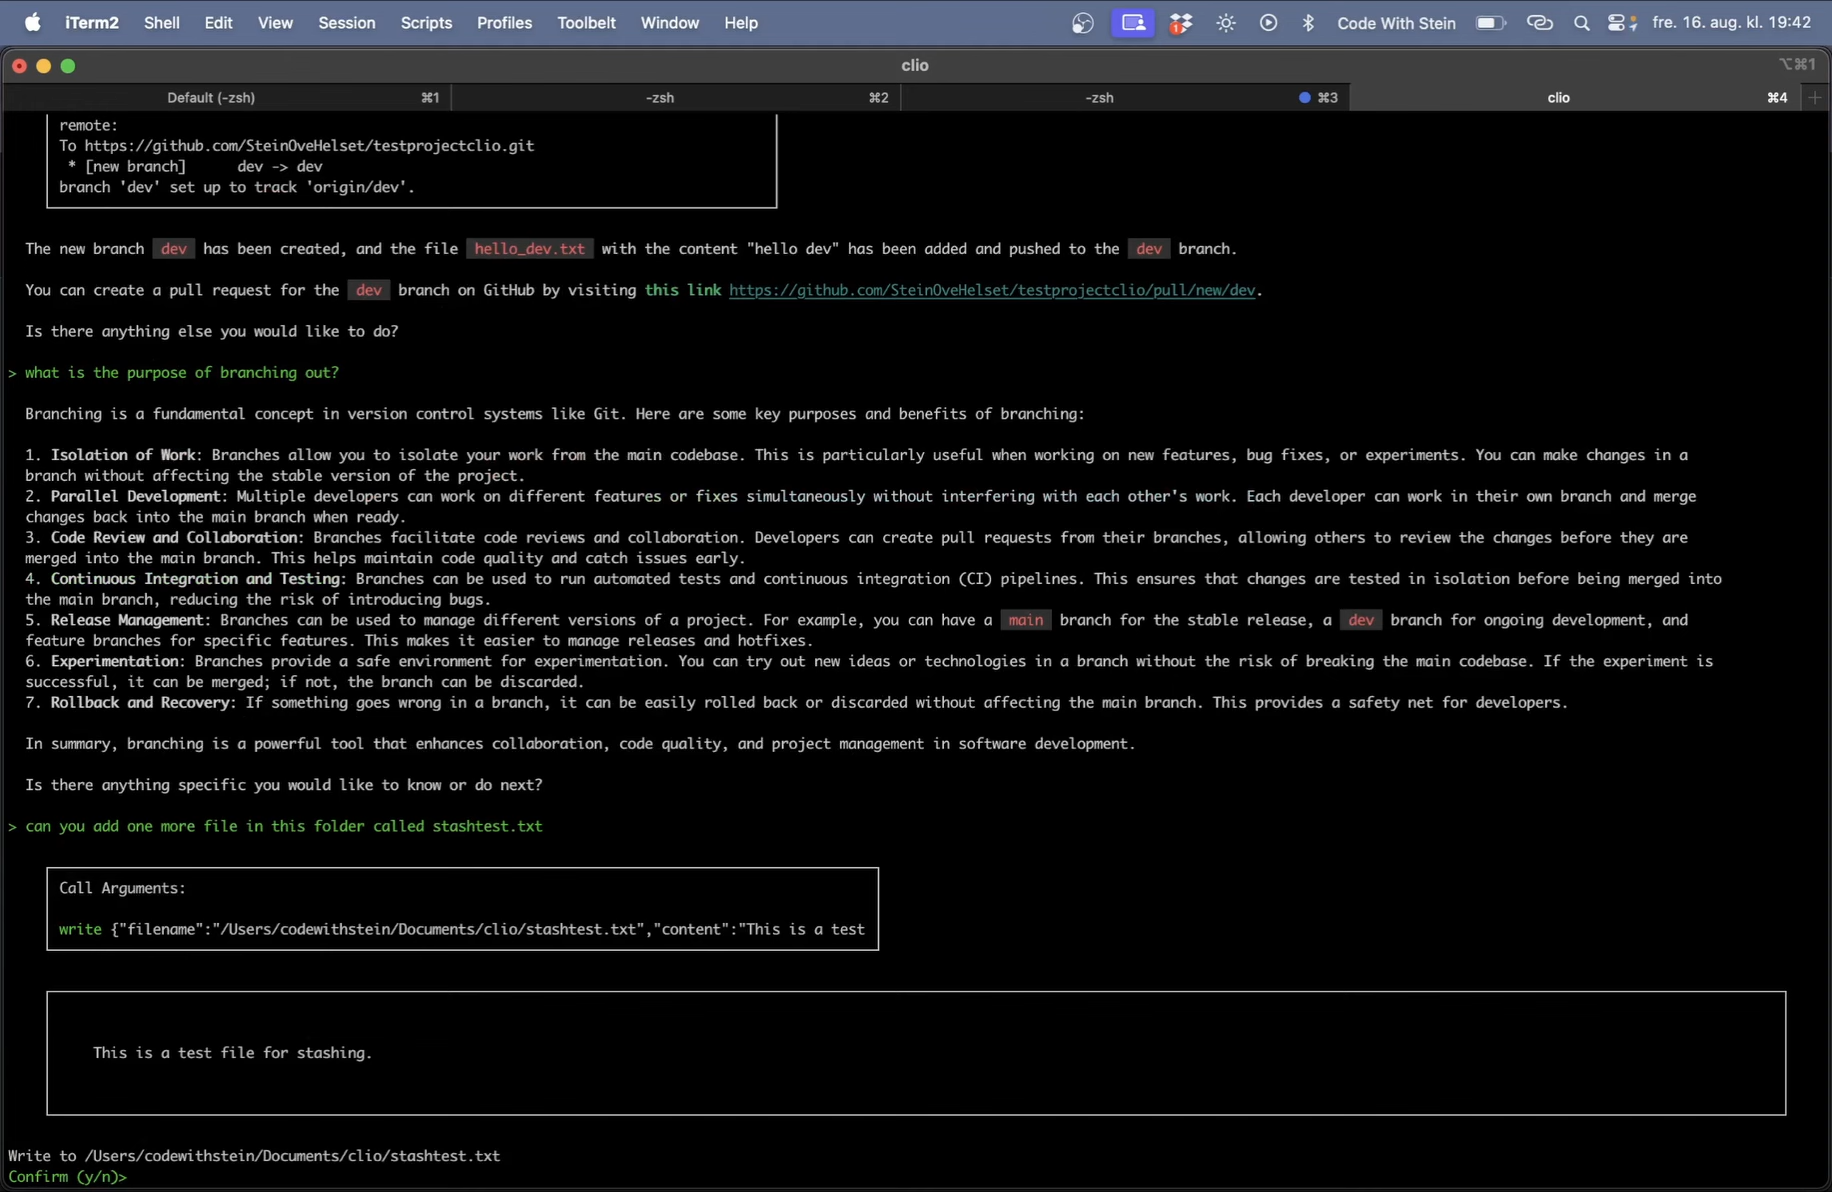 iTerm2 Shell Edit View Session Scripts Profiles Toolbelt Window Help 1 Code With Stein fre. 16. aug. kl. 19:42
clio ⌥⌘1
Default (-zsh) ⌘1 -zsh ⌘2 -zsh ⌘3 clio ⌘4 +
remote:
To https://github.com/SteinOveHelset/testprojectclio.git
* [new branch] dev -> dev
branch 'dev' set up to track 'origin/dev'.
The new branch dev has been created, and the file hello_dev.txt with the content "hello dev" has been added and pushed to the dev branch.
You can create a pull request for the dev branch on GitHub by visiting this link https://github.com/SteinOveHelset/testprojectclio/pull/new/dev.
Is there anything else you would like to do?
> what is the purpose of branching out?
Branching is a fundamental concept in version control systems like Git. Here are some key purposes and benefits of branching:
1. Isolation of Work: Branches allow you to isolate your work from the main codebase. This is particularly useful when working on new features, bug fixes, or experiments. You can make changes in a
branch without affecting the stable version of the project.
2. Parallel Development: Multiple developers can work on different features or fixes simultaneously without interfering with each other's work. Each developer can work in their own branch and merge
changes back into the main branch when ready.
3. Code Review and Collaboration: Branches facilitate code reviews and collaboration. Developers can create pull requests from their branches, allowing others to review the changes before they are
merged into the main branch. This helps maintain code quality and catch issues early.
4. Continuous Integration and Testing: Branches can be used to run automated tests and continuous integration (CI) pipelines. This ensures that changes are tested in isolation before being merged into
the main branch, reducing the risk of introducing bugs.
5. Release Management: Branches can be used to manage different versions of a project. For example, you can have a main branch for the stable release, a dev branch for ongoing development, and
feature branches for specific features. This makes it easier to manage releases and hotfixes.
6. Experimentation: Branches provide a safe environment for experimentation. You can try out new ideas or technologies in a branch without the risk of breaking the main codebase. If the experiment is
successful, it can be merged; if not, the branch can be discarded.
7. Rollback and Recovery: If something goes wrong in a branch, it can be easily rolled back or discarded without affecting the main branch. This provides a safety net for developers.
In summary, branching is a powerful tool that enhances collaboration, code quality, and project management in software development.
Is there anything specific you would like to know or do next?
> can you add one more file in this folder called stashtest.txt
Call Arguments:
write {"filename":"/Users/codewithstein/Documents/clio/stashtest.txt","content":"This is a test
This is a test file for stashing.
Write to /Users/codewithstein/Documents/clio/stashtest.txt
Confirm (y/n)>